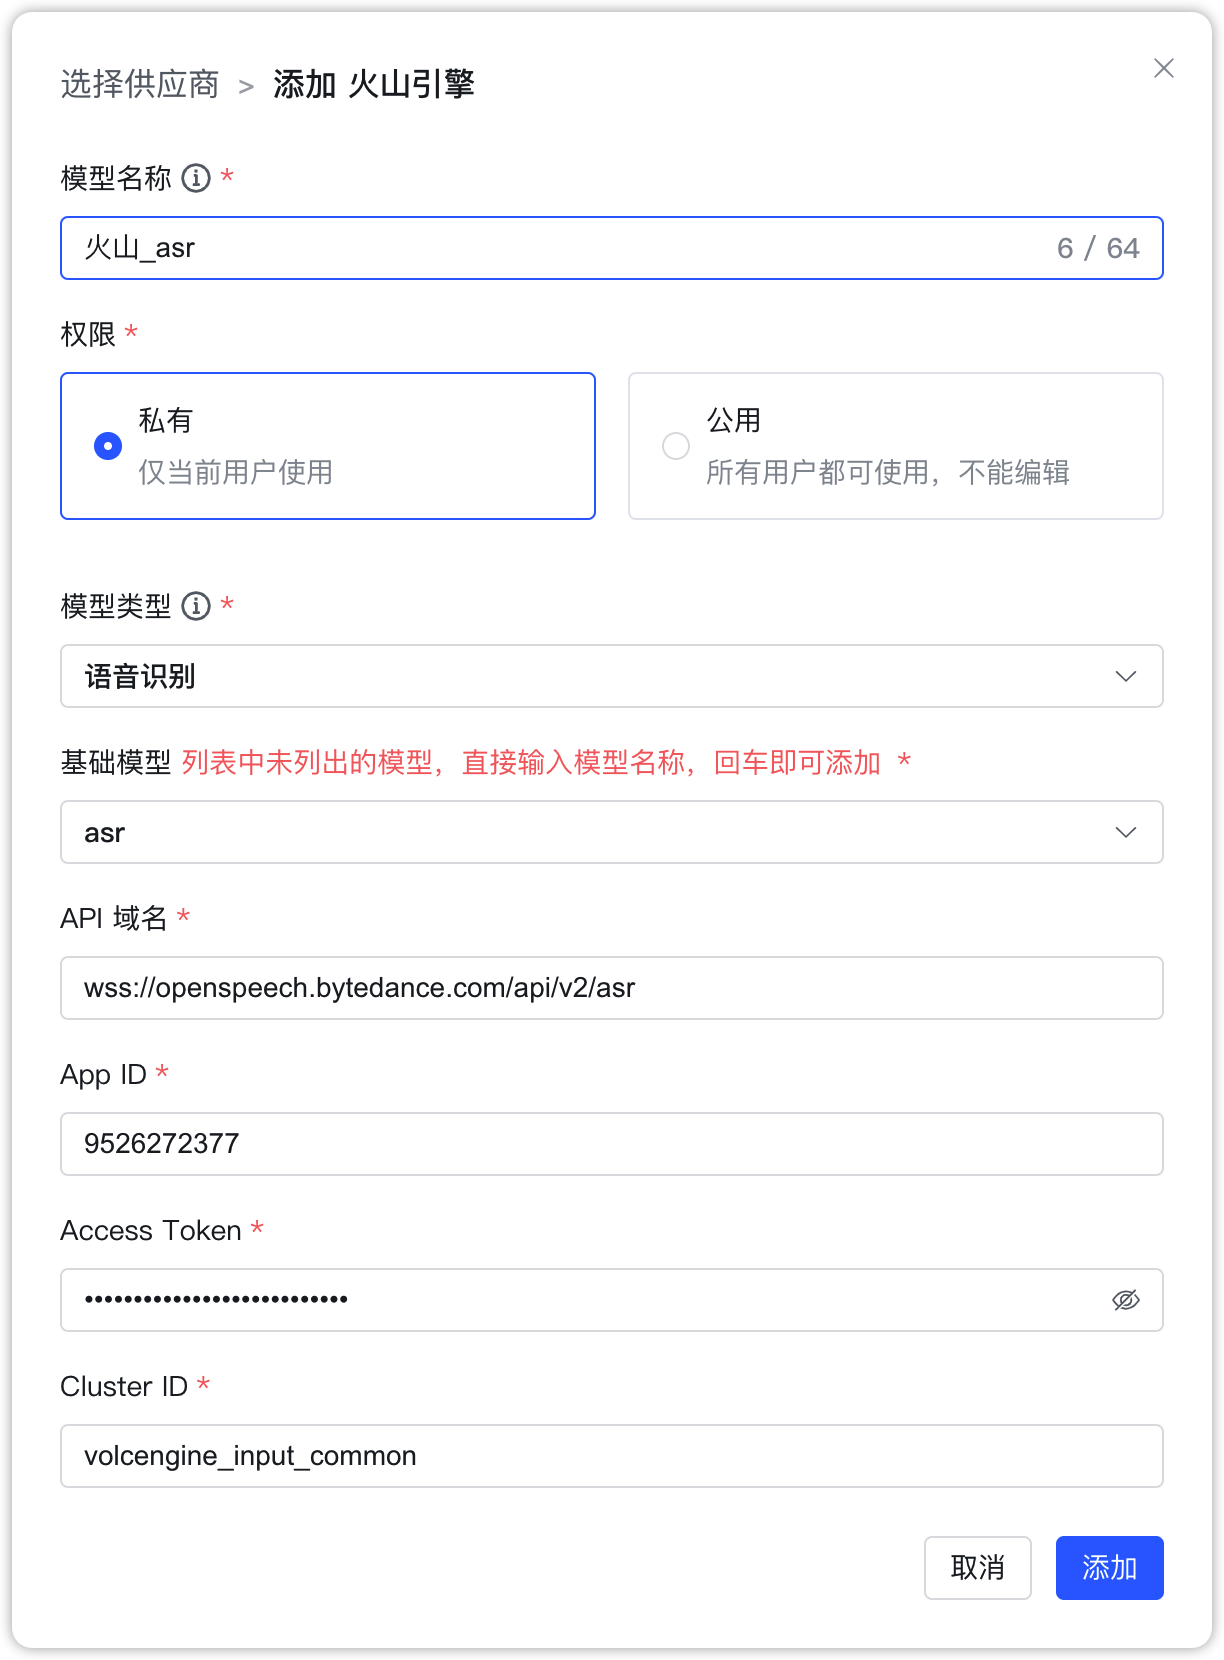 选择供应商 > 添加 火山引擎
模型名称 *
火山_asr 6 / 64
权限 *
私有
仅当前用户使用
公用
所有用户都可使用，不能编辑
模型类型 *
语音识别
基础模型 列表中未列出的模型，直接输入模型名称，回车即可添加 *
asr
API 域名 *
wss://openspeech.bytedance.com/api/v2/asr
App ID *
9526272377
Access Token *
•••••••••••••••••••••••••••
Cluster ID *
volcengine_input_common
取消 添加